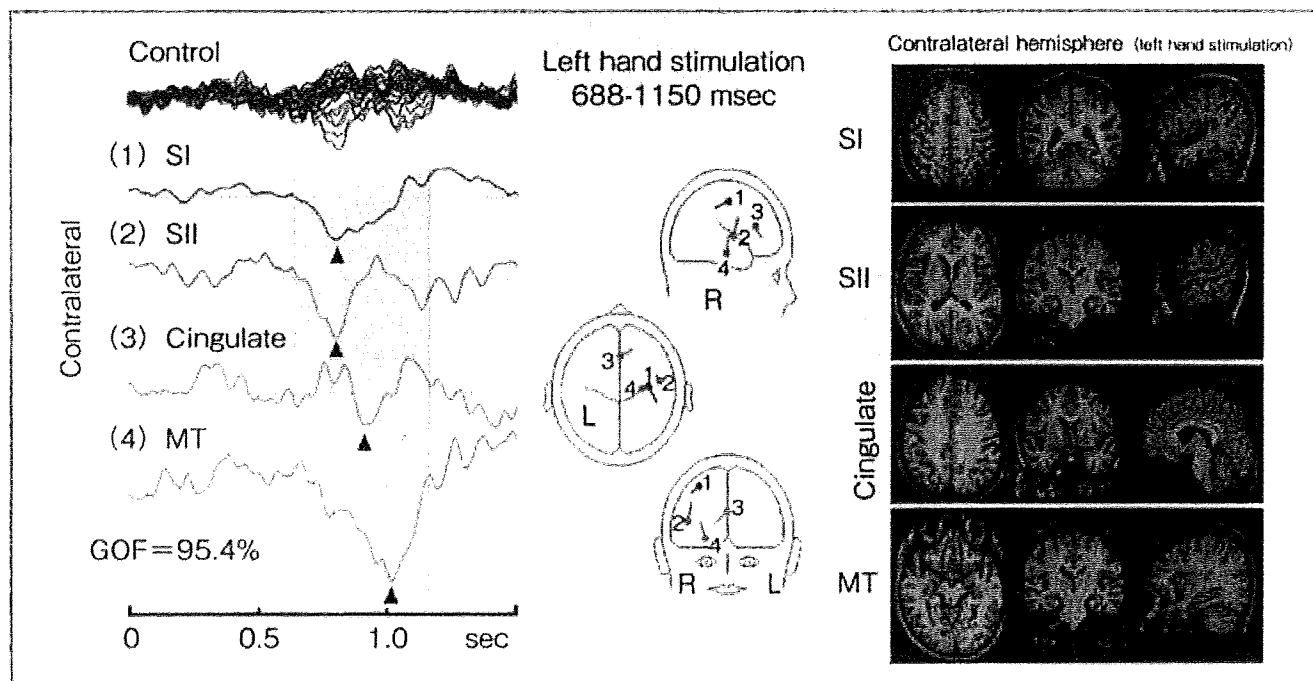 Control
(1) SI
(2) SII
(3) Cingulate
(4) MT
Contralateral
GOF=95.4%
0 0.5 1.0 sec
Left hand stimulation
688-1150 msec
1
3
2
4
R
3
1
4 2
L
1
3
2
4
R L
Contralateral hemisphere (left hand stimulation)
SI
SII
Cingulate
MT